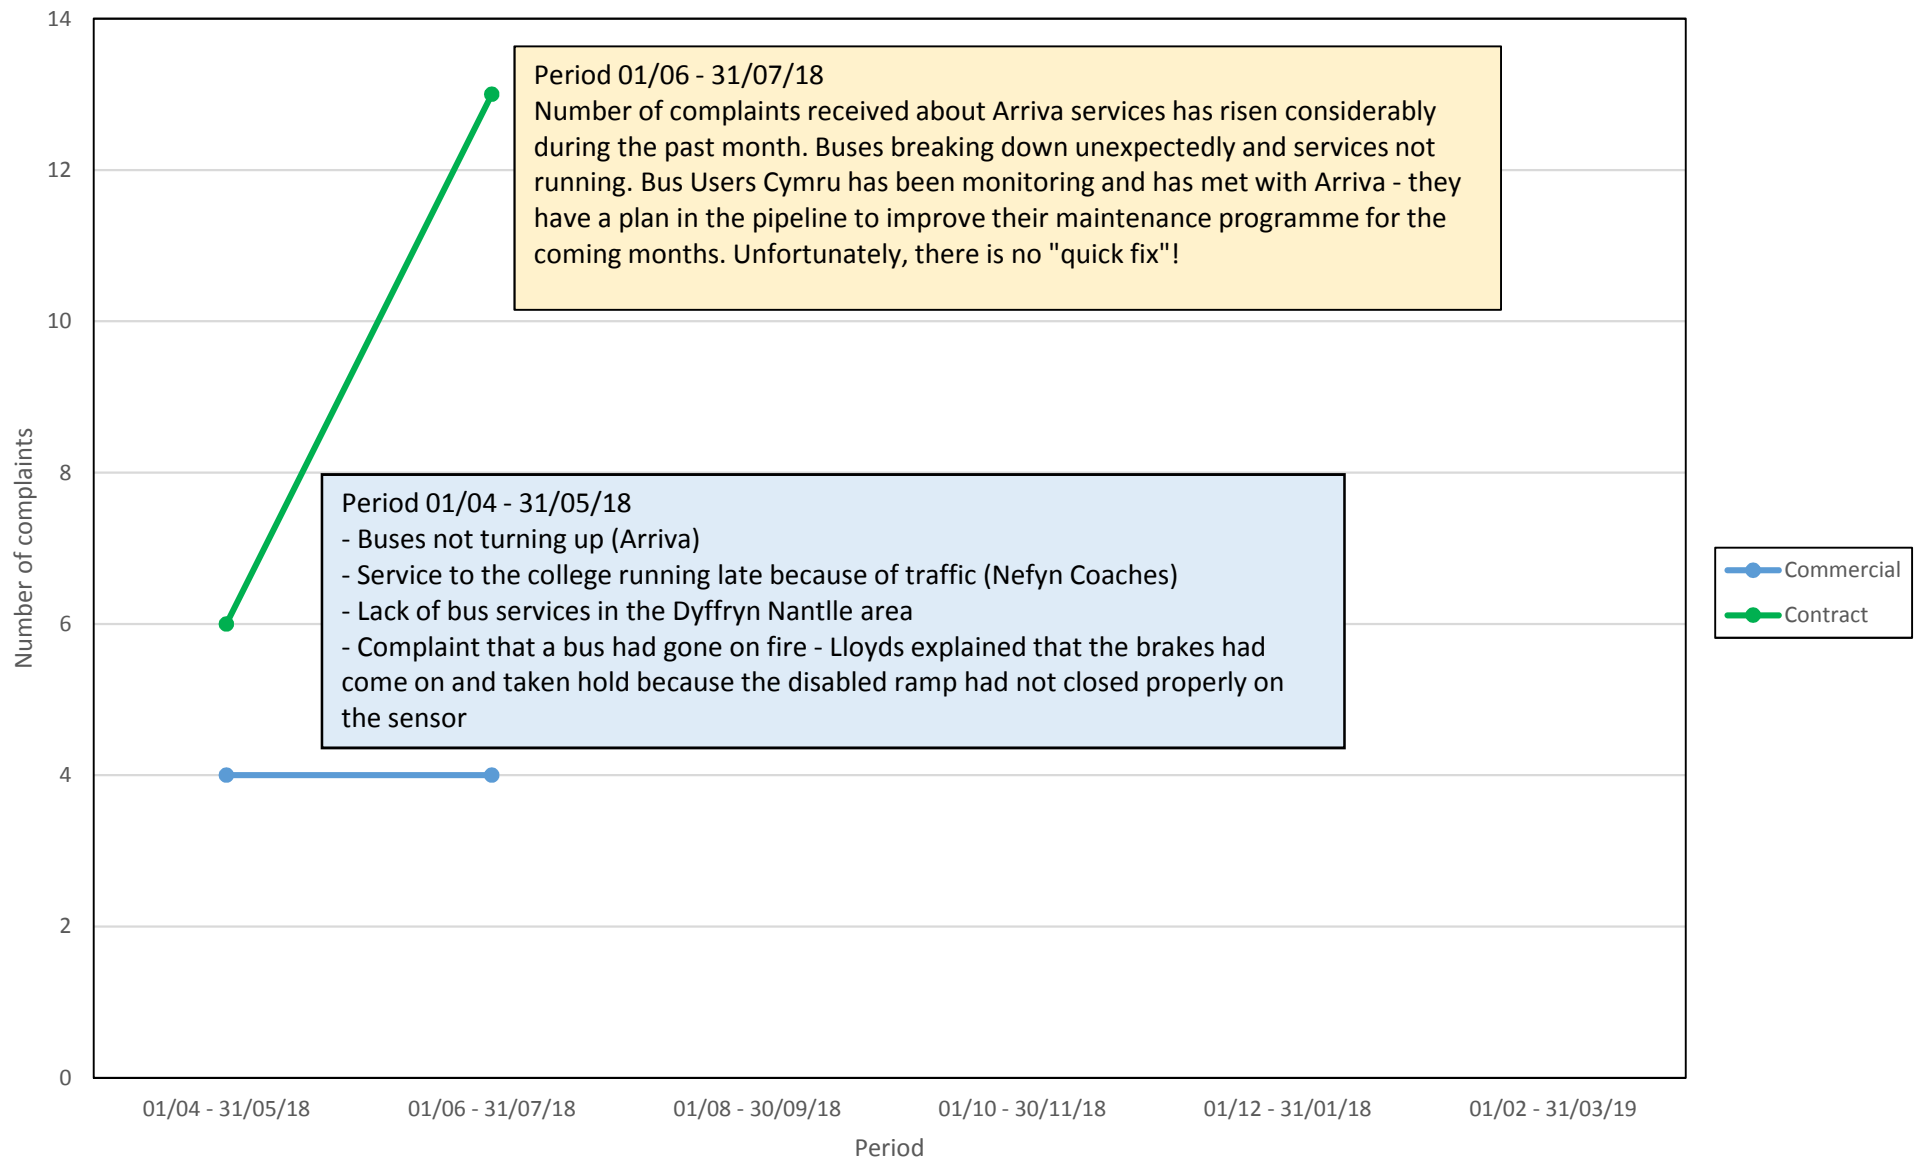 14
12
10
8
6
4
2
0
Number of complaints
Period 01/06 - 31/07/18
Number of complaints received about Arriva services has risen considerably
during the past month. Buses breaking down unexpectedly and services not
running. Bus Users Cymru has been monitoring and has met with Arriva - they
have a plan in the pipeline to improve their maintenance programme for the
coming months. Unfortunately, there is no "quick fix"!
Period 01/04 - 31/05/18
- Buses not turning up (Arriva)
- Service to the college running late because of traffic (Nefyn Coaches)
- Lack of bus services in the Dyffryn Nantlle area
- Complaint that a bus had gone on fire - Lloyds explained that the brakes had
come on and taken hold because the disabled ramp had not closed properly on
the sensor
Commercial
Contract
01/04 - 31/05/18
01/06 - 31/07/18
01/08 - 30/09/18
01/10 - 30/11/18
01/12 - 31/01/18
01/02 - 31/03/19
Period